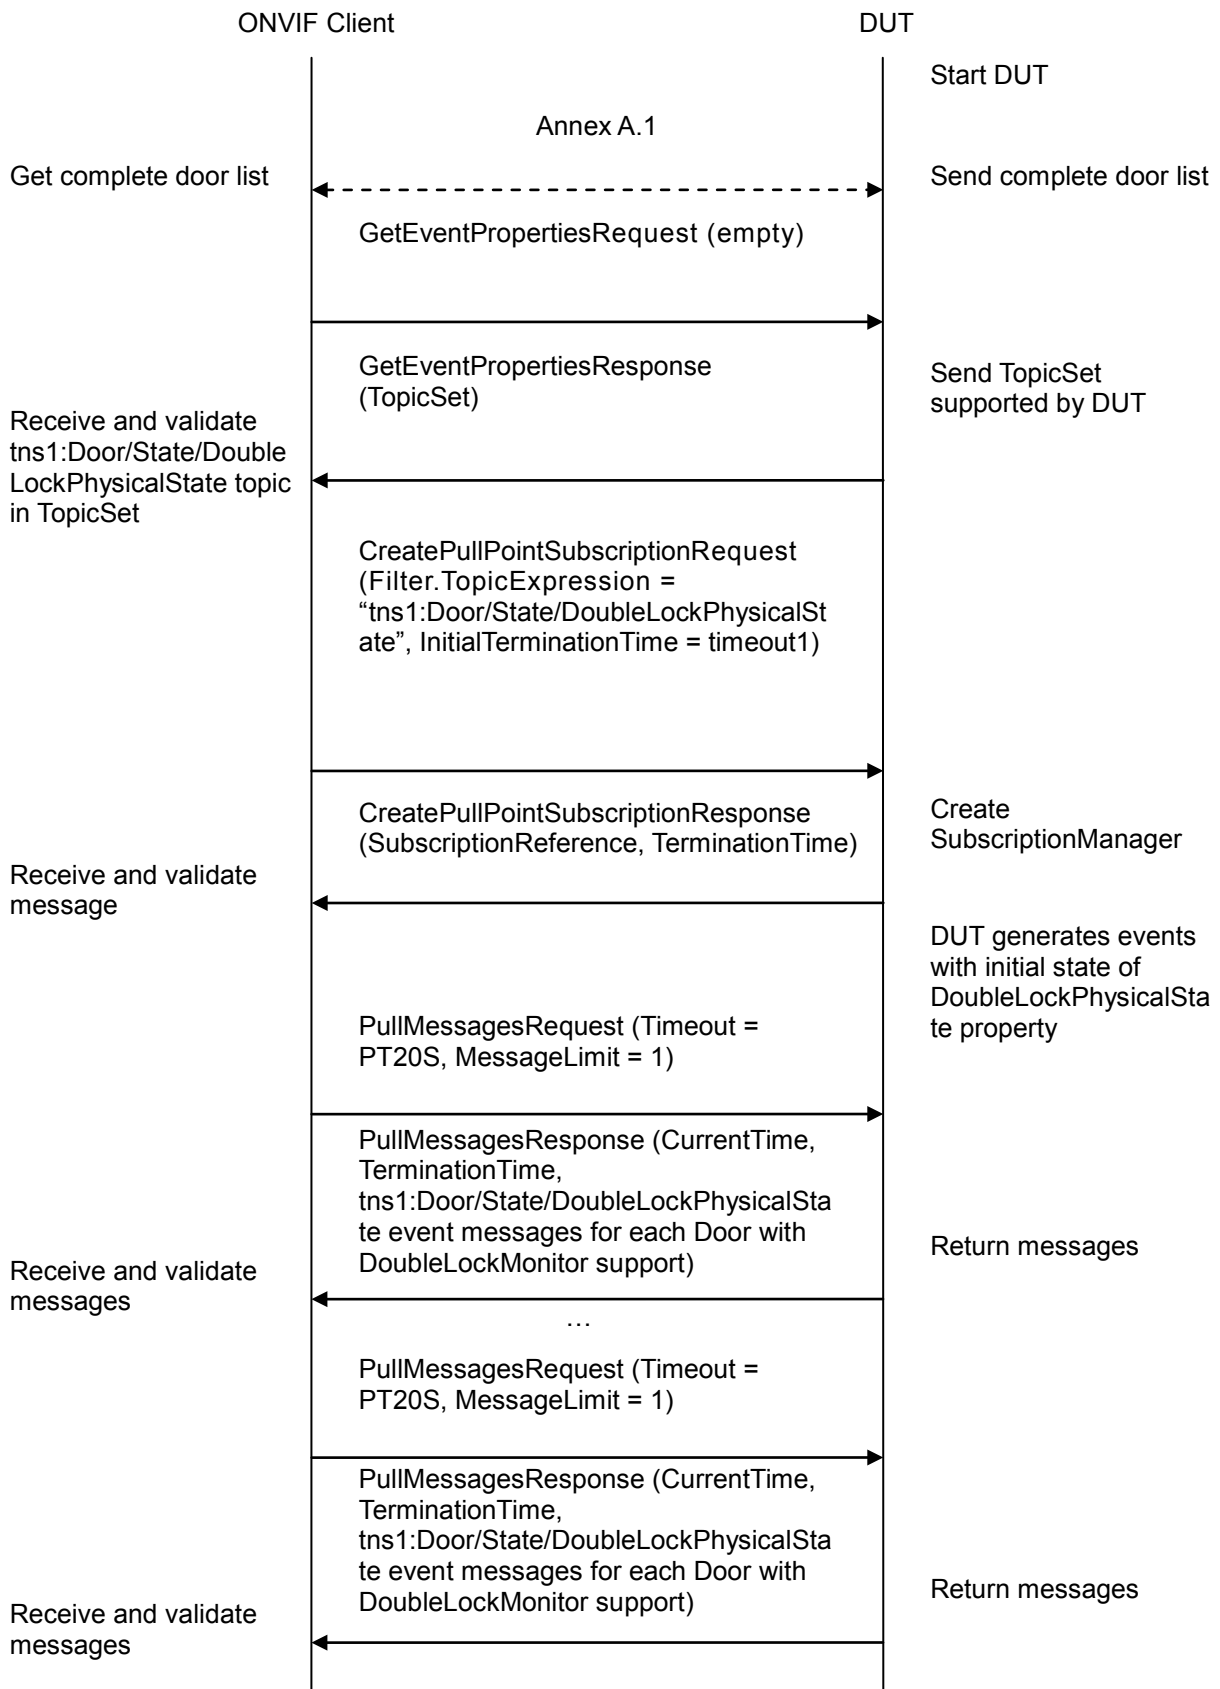 ONVIF Client
DUT
Start DUT
Annex A.1
Get complete door list
Send complete door list
GetEventPropertiesRequest (empty)
GetEventPropertiesResponse
(TopicSet)
Send TopicSet
supported by DUT
Receive and validate
tns1:Door/State/Double
LockPhysicalState topic
in TopicSet
CreatePullPointSubscriptionRequest
(Filter.TopicExpression =
“tns1:Door/State/DoubleLockPhysicalSt
ate”, InitialTerminationTime = timeout1)
CreatePullPointSubscriptionResponse
(SubscriptionReference, TerminationTime)
Create
SubscriptionManager
Receive and validate
message
DUT generates events
with initial state of
DoubleLockPhysicalSta
te property
PullMessagesRequest (Timeout =
PT20S, MessageLimit = 1)
PullMessagesResponse (CurrentTime,
TerminationTime,
tns1:Door/State/DoubleLockPhysicalSta
te event messages for each Door with
DoubleLockMonitor support)
Return messages
Receive and validate
messages
…
PullMessagesRequest (Timeout =
PT20S, MessageLimit = 1)
PullMessagesResponse (CurrentTime,
TerminationTime,
tns1:Door/State/DoubleLockPhysicalSta
te event messages for each Door with
DoubleLockMonitor support)
Return messages
Receive and validate
messages